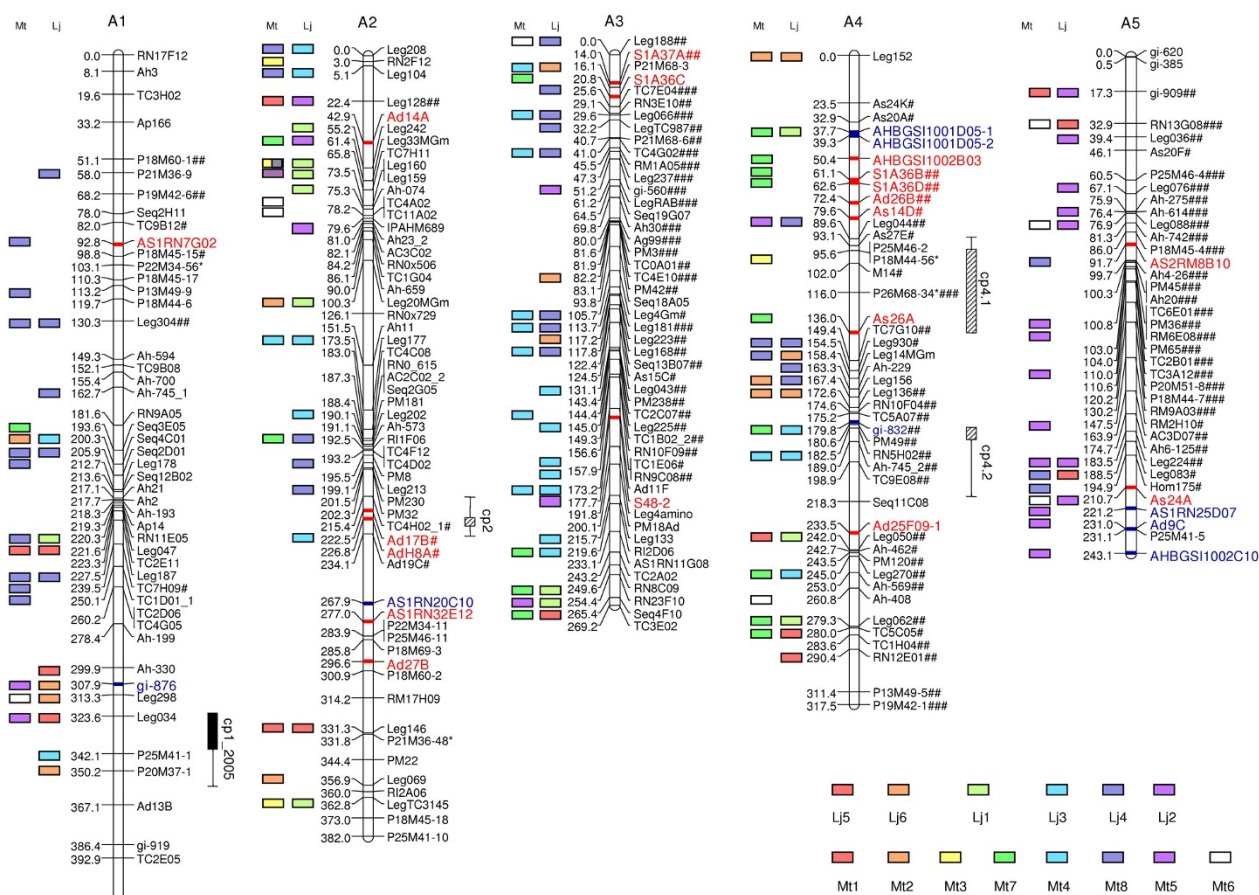 Mt Lj A1
0.0 RN17F12
8.1 Ah3
19.6 TC3H02
33.2 Ap166
51.1 P18M60-1##
58.0 P21M36-9
68.2 P19M42-6##
78.0 Seq2H11
82.0 TC9B12#
92.8 AS1RN7G02
98.8 P18M45-15#
103.1 P22M34-56*
110.3 P18M45-17
113.2 P13M49-9
119.7 P18M44-6
130.3 Leg304##
149.3 Ah-594
152.1 TC9B08
155.4 Ah-700
162.7 Ah-745_1
181.6 RN9A05
193.6 Seq3E05
200.3 Seq4C01
205.9 Seq2D01
212.7 Leg178
213.6 Seq12B02
217.1 Ah21
217.7 Ah2
218.3 Ah-193
219.3 Ap14
220.3 RN11E05
221.6 Leg047
223.3 TC2E11
227.5 Leg187
239.5 TC7H09#
250.1 TC1D01_1
TC2D06
260.2 TC4G05
278.4 Ah-199
299.9 Ah-330
307.9 gi-876
313.3 Leg298
323.6 Leg034
342.1 P25M41-1
350.2 P20M37-1
367.1 Ad13B
386.4 gi-919
392.9 TC2E05
cp1_2005
Mt Lj A2
0.0 Leg208
3.0 RN2F12
5.1 Leg104
22.4 Leg128##
42.9 Ad14A
55.2 Leg242
61.4 Leg33MGm
65.8 TC7H11
Leg160
73.5 Leg159
75.3 Ah-074
TC4A02
78.2 TC11A02
79.6 IPAHM689
81.0 Ah23_2
82.1 AC3C02
84.2 RN0x506
86.1 TC1G04
90.0 Ah-659
100.3 Leg20MGm
126.1 RN0x729
151.5 Ah11
173.5 Leg177
183.0 TC4C08
RN0_615
187.3 AC2C02_2
Seq2G05
188.4 PM181
190.1 Leg202
191.1 Ah-573
192.5 RI1F06
TC4F12
193.2 TC4D02
195.5 PM8
199.1 Leg213
201.5 PM230
202.3 PM32
215.4 TC4H02_1#
222.5 Ad17B#
226.8 AdH8A#
234.1 Ad19C#
267.9 AS1RN20C10
277.0 AS1RN32E12
P22M34-11
283.9 P25M46-11
285.8 P18M69-3
296.6 Ad27B
300.9 P18M60-2
314.2 RM17H09
331.3 Leg146
331.8 P21M36-48*
344.4 PM22
356.9 Leg069
360.0 RI2A06
362.8 LegTC3145
373.0 P18M45-18
382.0 P25M41-10
cp2
Mt Lj A3
0.0 Leg188##
14.0 S1A37A##
16.1 P21M68-3
20.8 S1A36C
25.6 TC7E04###
29.1 RN3E10##
29.6 Leg066###
32.2 LegTC987##
40.7 P21M68-6##
41.0 TC4G02###
45.5 RM1A05###
47.3 Leg237###
51.2 gi-560###
61.2 LegRAB###
64.5 Seq19G07
69.8 Ah30###
80.0 Ag99###
81.6 PM3###
81.9 TC0A01##
82.2 TC4E10###
90.0 PM42##
93.8 Seq18A05
105.7 Leg4Gm#
113.7 Leg181###
117.2 Leg223##
117.8 Leg168##
122.4 Seq13B07##
124.5 As15C#
131.1 Leg043##
143.4 PM238##
144.4 TC2C07##
145.0 Leg225##
149.3 TC1B02_2##
156.6 RN10F09##
TC1E06#
157.9 RN9C08##
173.2 Ad11F
177.7 S48-2
191.8 Leg4amino
200.1 PM18Ad
215.7 Leg133
219.6 RI2D06
233.1 AS1RN11G08
243.2 TC2A02
249.6 RN8C09
254.4 RN23F10
265.4 Seq4F10
269.2 TC3E02
Mt Lj A4
0.0 Leg152
23.5 As24K#
32.9 As20A#
37.7 AHBGSI1001D05-1
39.3 AHBGSI1001D05-2
50.4 AHBGSI1002B03
61.1 S1A36B##
62.6 S1A36D##
72.4 Ad26B##
79.6 As14D#
89.6 Leg044##
93.1 As27E#
P25M46-2
95.6 P18M44-56*
102.0 M14#
116.0 P26M68-34*###
136.0 As26A
149.4 TC7G10##
154.5 Leg930#
158.4 Leg14MGm
163.3 Ah-229
167.4 Leg156
172.6 Leg136##
174.6 RN10F04##
175.2 TC5A07##
179.8 gi-832##
180.6 PM49##
182.5 RN5H02##
189.0 Ah-745_2##
198.9 TC9E08##
218.3 Seq11C08
233.5 Ad25F09-1
242.0 Leg050##
242.7 Ah-462#
243.5 PM120##
245.0 Leg270##
253.0 Ah-569##
260.8 Ah-408
279.3 Leg062##
280.0 TC5C05#
283.6 TC1H04##
290.4 RN12E01##
311.4 P13M49-5##
317.5 P19M42-1###
cp4.1
cp4.2
Mt Lj A5
0.0 gi-620
0.5 gi-385
17.3 gi-909##
32.9 RN13G08###
39.4 Leg036##
46.1 As20F#
60.5 P25M46-4###
67.1 Leg076###
75.9 Ah-275###
76.4 Ah-614###
76.9 Leg088###
81.3 Ah-742###
86.0 P18M45-4###
91.7 AS2RM8B10
99.7 Ah4-26###
PM45###
100.3 Ah20###
TC6E01###
100.8 PM36###
RM6E08###
103.0 PM65###
104.0 TC2B01###
110.0 TC3A12###
110.6 P20M51-8###
120.2 P18M44-7###
130.2 RM9A03###
147.5 RM2H10#
163.9 AC3D07##
174.7 Ah6-125##
183.5 Leg224##
188.5 Leg083#
194.9 Hom175#
210.7 As24A
221.2 AS1RN25D07
231.0 Ad9C
231.1 P25M41-5
243.1 AHBGSI1002C10
Lj5 Lj6 Lj1 Lj3 Lj4 Lj2
Mt1 Mt2 Mt3 Mt7 Mt4 Mt8 Mt5 Mt6